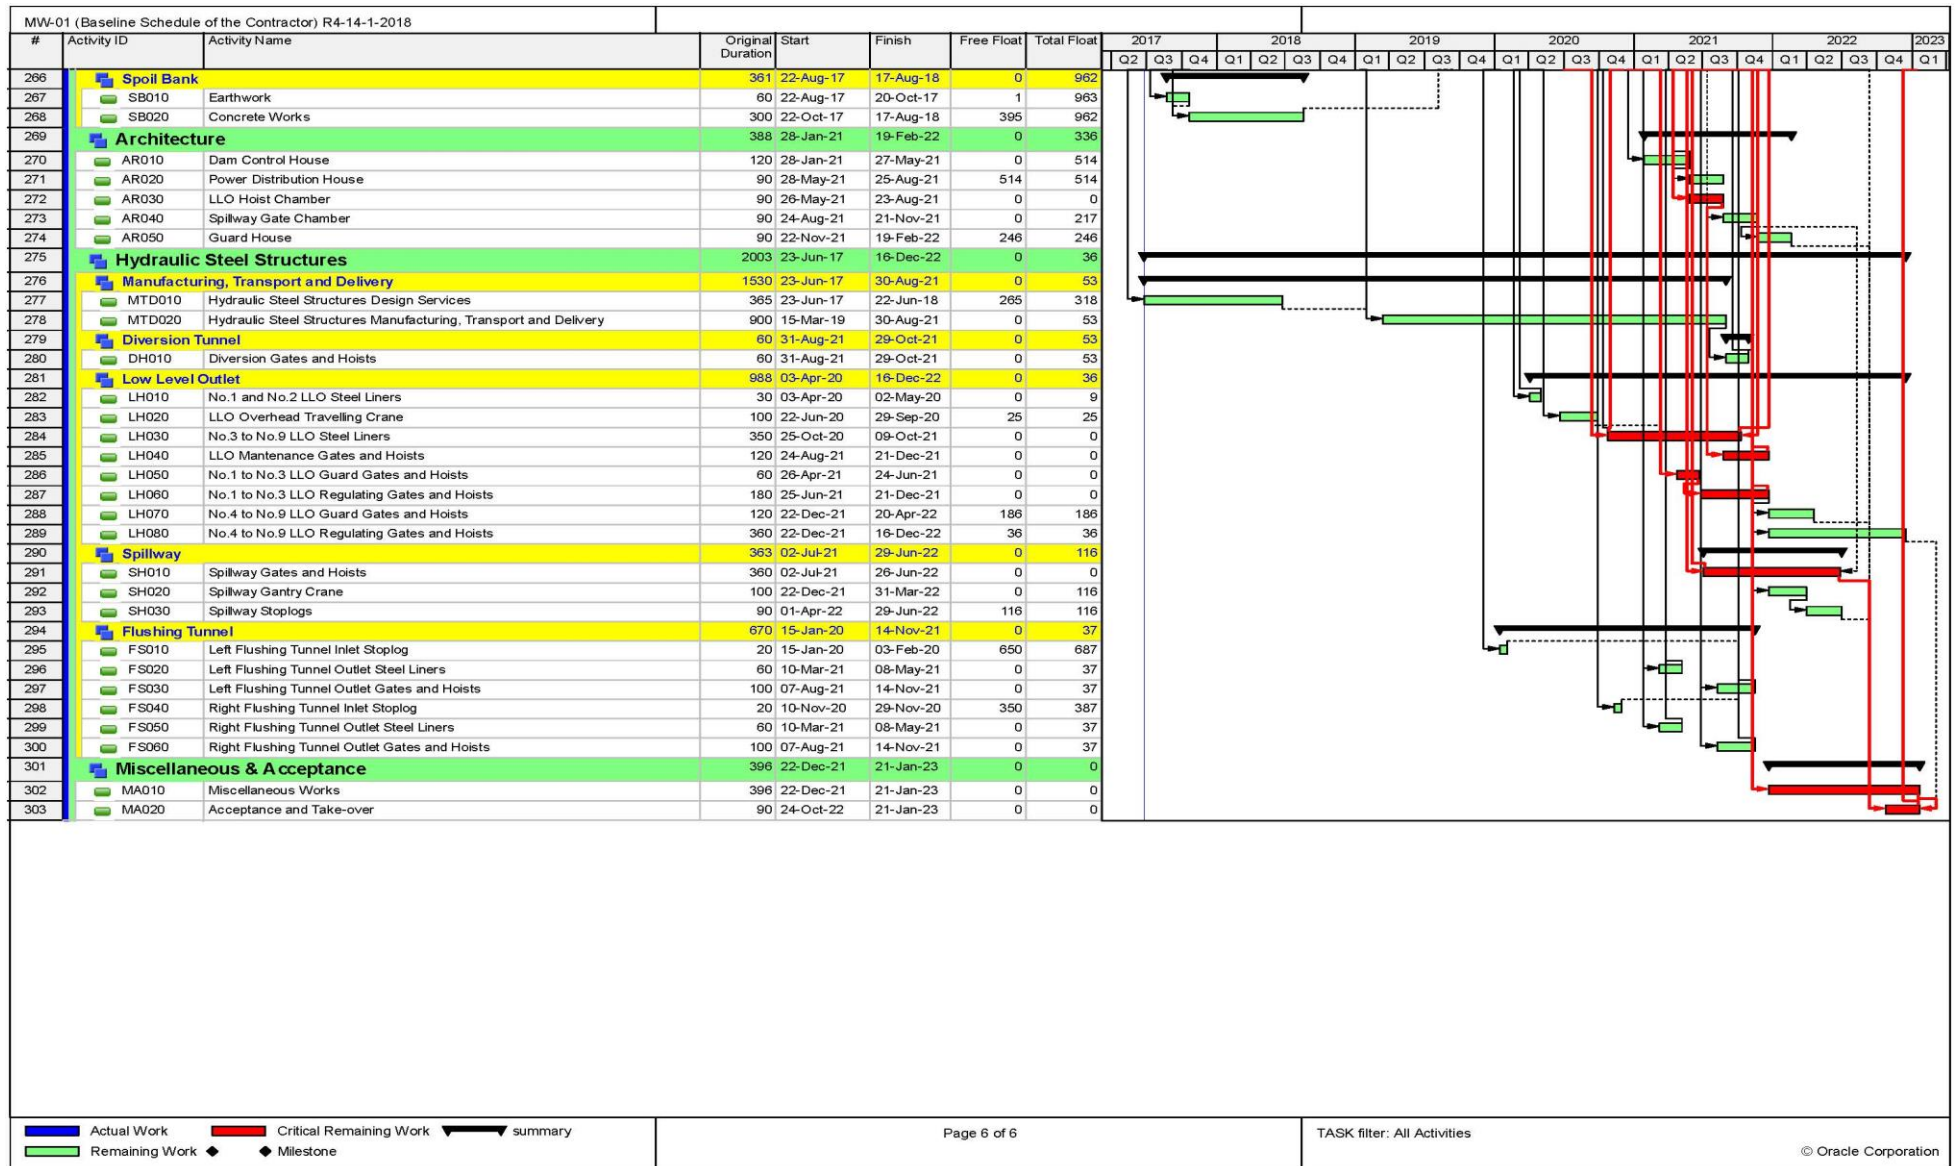 MW-01 (Baseline Schedule of the Contractor) R4-14-1-2018
# Activity ID Activity Name Original Duration Start Finish Free Float Total Float 2017 2018 2019 2020 2021 2022 2023
Q2 Q3 Q4 Q1 Q2 Q3 Q4 Q1 Q2 Q3 Q4 Q1 Q2 Q3 Q4 Q1 Q2 Q3 Q4 Q1 Q2 Q3 Q4 Q1
266 Spoil Bank 361 22-Aug-17 17-Aug-18 0 962
267 SB010 Earthwork 60 22-Aug-17 20-Oct-17 1 963
268 SB020 Concrete Works 300 22-Oct-17 17-Aug-18 395 962
269 Architecture 388 28-Jan-21 19-Feb-22 0 336
270 AR010 Dam Control House 120 28-Jan-21 27-May-21 0 514
271 AR020 Power Distribution House 90 28-May-21 25-Aug-21 514 514
272 AR030 LLO Hoist Chamber 90 26-May-21 23-Aug-21 0 0
273 AR040 Spillway Gate Chamber 90 24-Aug-21 21-Nov-21 0 217
274 AR050 Guard House 90 22-Nov-21 19-Feb-22 246 246
275 Hydraulic Steel Structures 2003 23-Jun-17 16-Dec-22 0 36
276 Manufacturing, Transport and Delivery 1530 23-Jun-17 30-Aug-21 0 53
277 MTD010 Hydraulic Steel Structures Design Services 365 23-Jun-17 22-Jun-18 265 318
278 MTD020 Hydraulic Steel Structures Manufacturing, Transport and Delivery 900 15-Mar-19 30-Aug-21 0 53
279 Diversion Tunnel 60 31-Aug-21 29-Oct-21 0 53
280 DH010 Diversion Gates and Hoists 60 31-Aug-21 29-Oct-21 0 53
281 Low Level Outlet 988 03-Apr-20 16-Dec-22 0 36
282 LH010 No.1 and No.2 LLO Steel Liners 30 03-Apr-20 02-May-20 0 9
283 LH020 LLO Overhead Travelling Crane 100 22-Jun-20 29-Sep-20 25 25
284 LH030 No.3 to No.9 LLO Steel Liners 350 25-Oct-20 09-Oct-21 0 0
285 LH040 LLO Mantenance Gates and Hoists 120 24-Aug-21 21-Dec-21 0 0
286 LH050 No.1 to No.3 LLO Guard Gates and Hoists 60 26-Apr-21 24-Jun-21 0 0
287 LH060 No.1 to No.3 LLO Regulating Gates and Hoists 180 25-Jun-21 21-Dec-21 0 0
288 LH070 No.4 to No.9 LLO Guard Gates and Hoists 120 22-Dec-21 20-Apr-22 186 186
289 LH080 No.4 to No.9 LLO Regulating Gates and Hoists 360 22-Dec-21 16-Dec-22 36 36
290 Spillway 363 02-Jul-21 29-Jun-22 0 116
291 SH010 Spillway Gates and Hoists 360 02-Jul-21 26-Jun-22 0 0
292 SH020 Spillway Gantry Crane 100 22-Dec-21 31-Mar-22 0 116
293 SH030 Spillway Stoplogs 90 01-Apr-22 29-Jun-22 116 116
294 Flushing Tunnel 670 15-Jan-20 14-Nov-21 0 37
295 FS010 Left Flushing Tunnel Inlet Stoplog 20 15-Jan-20 03-Feb-20 650 687
296 FS020 Left Flushing Tunnel Outlet Steel Liners 60 10-Mar-21 08-May-21 0 37
297 FS030 Left Flushing Tunnel Outlet Gates and Hoists 100 07-Aug-21 14-Nov-21 0 37
298 FS040 Right Flushing Tunnel Inlet Stoplog 20 10-Nov-20 29-Nov-20 350 387
299 FS050 Right Flushing Tunnel Outlet Steel Liners 60 10-Mar-21 08-May-21 0 37
300 FS060 Right Flushing Tunnel Outlet Gates and Hoists 100 07-Aug-21 14-Nov-21 0 37
301 Miscellaneous & Acceptance 396 22-Dec-21 21-Jan-23 0 0
302 MA010 Miscellaneous Works 396 22-Dec-21 21-Jan-23 0 0
303 MA020 Acceptance and Take-over 90 24-Oct-22 21-Jan-23 0 0
Actual Work Critical Remaining Work summary Page 6 of 6 TASK filter: All Activities
Remaining Work Milestone © Oracle Corporation